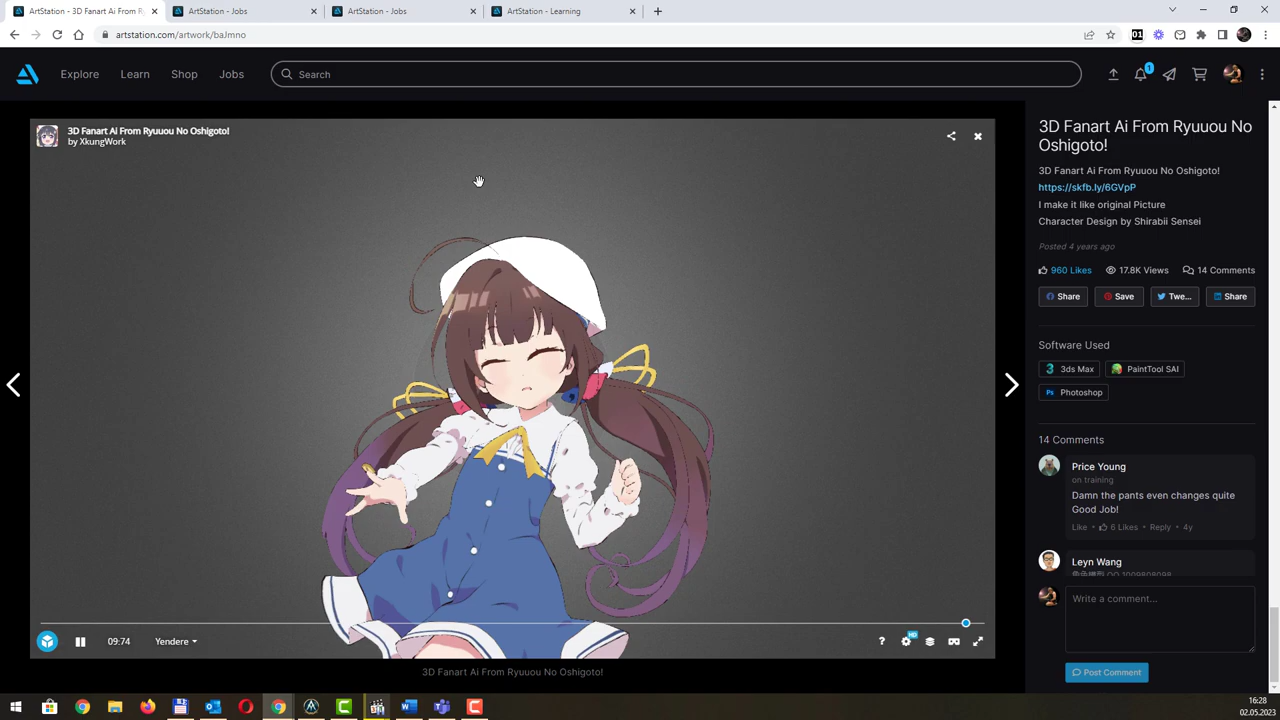 ArtStation - 3D Fanart Ai From R
ArtStation - Jobs
ArtStation - Jobs
ArtStation - Learning
artstation.com/artwork/baJmno
01
Explore
Learn
Shop
Jobs
Search
1
3D Fanart Ai From Ryuuou No Oshigoto!
by XkungWork
3D Fanart Ai From Ryuuou No
Oshigoto!
3D Fanart Ai From Ryuuou No Oshigoto!
https://skfb.ly/6GVpP
I make it like original Picture
Character Design by Shirabii Sensei
Posted 4 years ago
960 Likes
17.8K Views
14 Comments
Share
Save
Twe...
Share
Software Used
3ds Max
PaintTool SAI
Photoshop
14 Comments
Price Young
on training
Damn the pants even changes quite
Good Job!
Like • 6 Likes • Reply • 4y
Leyn Wang
Write a comment...
Post Comment
09:74
Yendere
?
HD
3D Fanart Ai From Ryuuou No Oshigoto!
16:28
02.05.2023